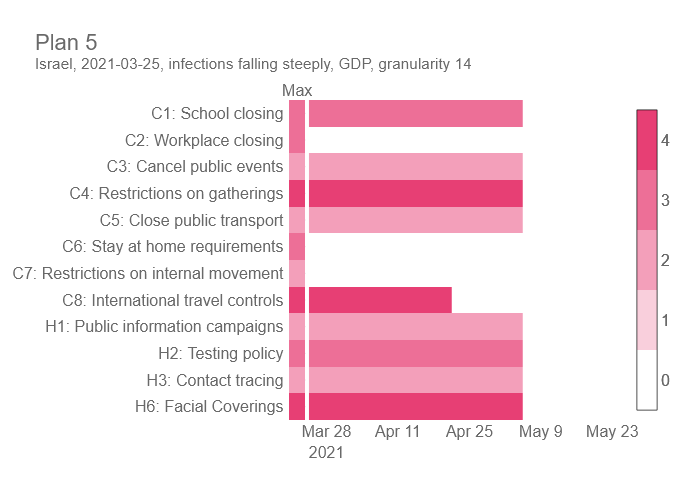 Plan 5
Israel, 2021-03-25, infections falling steeply, GDP, granularity 14
Max
C1: School closing
C2: Workplace closing
C3: Cancel public events
C4: Restrictions on gatherings
C5: Close public transport
C6: Stay at home requirements
C7: Restrictions on internal movement
C8: International travel controls
H1: Public information campaigns
H2: Testing policy
H3: Contact tracing
H6: Facial Coverings
Mar 28 Apr 11 Apr 25 May 9 May 23
2021
4
3
2
1
0